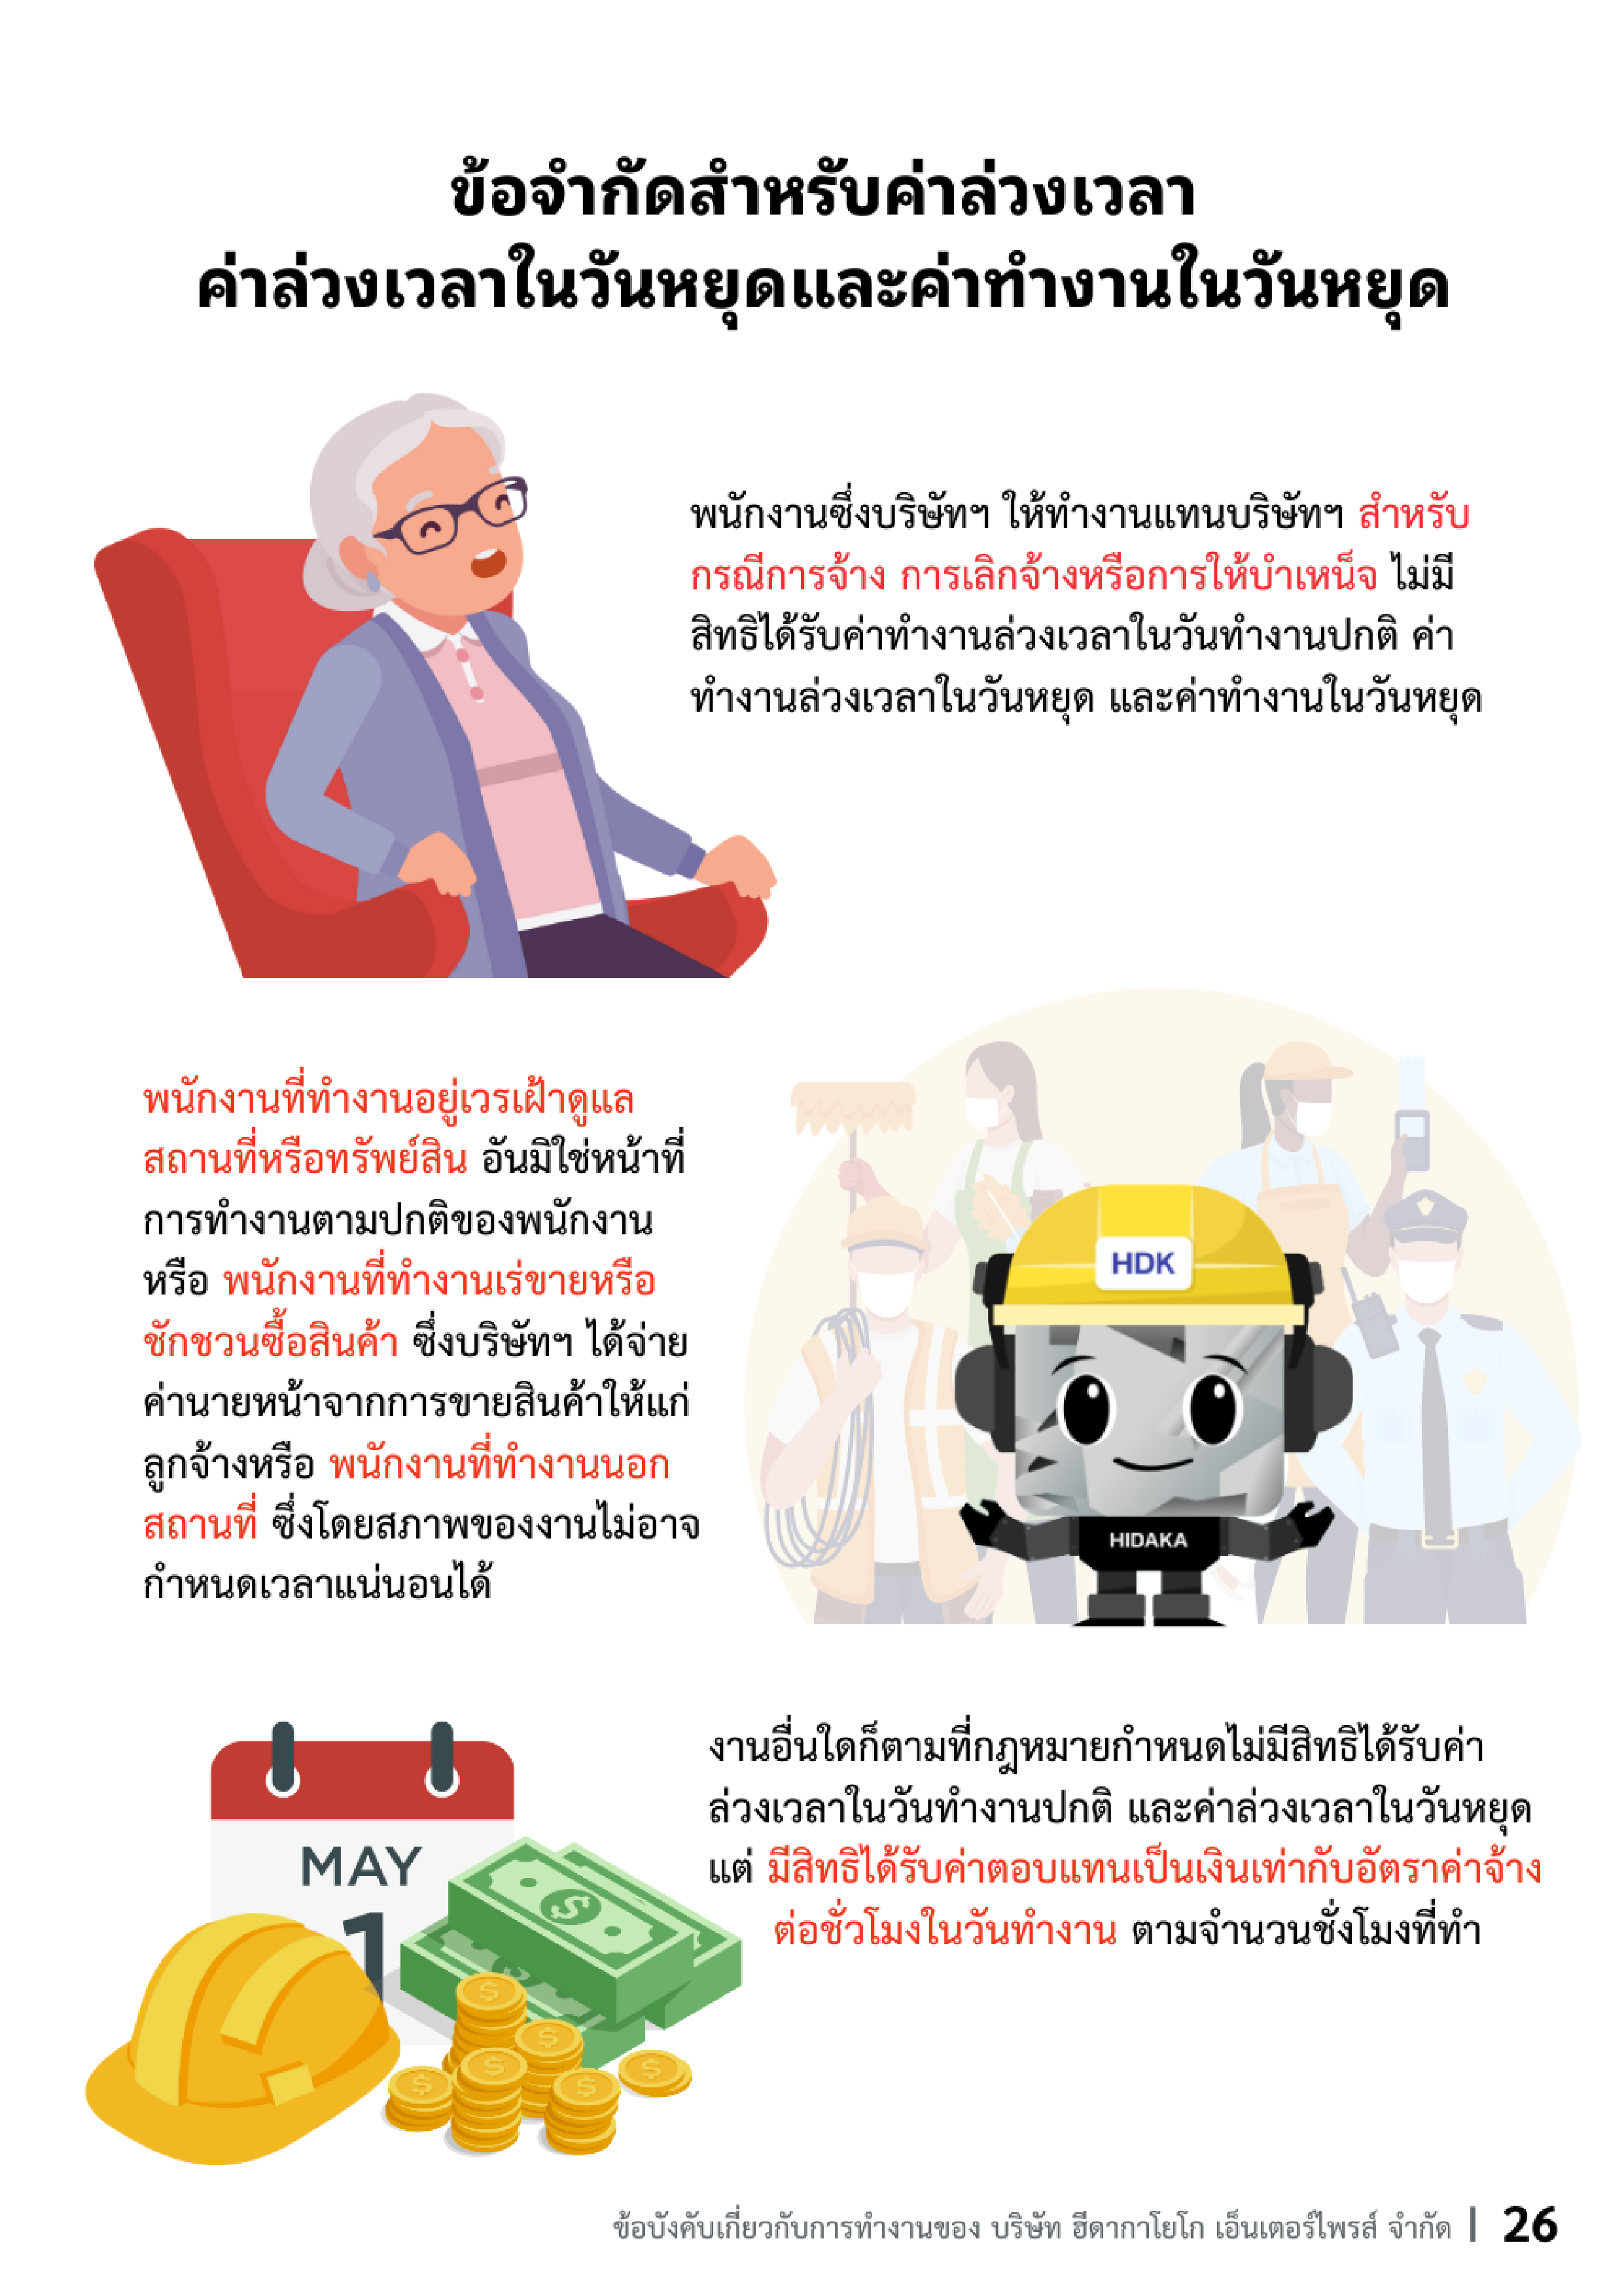 ข้อจำกัดสำหรับค่าล่วงเวลา
ค่าล่วงเวลาในวันหยุดและค่าทำงานในวันหยุด
พนักงานซึ่งบริษัทฯ ให้ทำงานแทนบริษัทฯ สำหรับ
กรณีการจ้าง การเลิกจ้างหรือการให้บำเหน็จ ไม่มี
สิทธิได้รับค่าทำงานล่วงเวลาในวันทำงานปกติ ค่า
ทำงานล่วงเวลาในวันหยุด และค่าทำงานในวันหยุด
พนักงานที่ทำงานอยู่เวรเฝ้าดูแล
สถานที่หรือทรัพย์สิน อันมิใช่หน้าที่
การทำงานตามปกติของพนักงาน
หรือ พนักงานที่ทำงานเร่ขายหรือ
ชักชวนซื้อสินค้า ซึ่งบริษัทฯ ได้จ่าย
ค่านายหน้าจากการขายสินค้าให้แก่
ลูกจ้างหรือ พนักงานที่ทำงานนอก
สถานที่ ซึ่งโดยสภาพของงานไม่อาจ
กำหนดเวลาแน่นอนได้
HDK
HIDAKA
งานอื่นใดก็ตามที่กฎหมายกำหนดไม่มีสิทธิได้รับค่า
ล่วงเวลาในวันทำงานปกติ และค่าล่วงเวลาในวันหยุด
แต่ มีสิทธิได้รับค่าตอบแทนเป็นเงินเท่ากับอัตราค่าจ้าง
ต่อชั่วโมงในวันทำงาน ตามจำนวนชั่งโมงที่ทำ
MAY
1
ข้อบังคับเกี่ยวกับการทำงานของ บริษัท ฮีดากาโยโก เอ็นเตอร์ไพรส์ จำกัด | 26